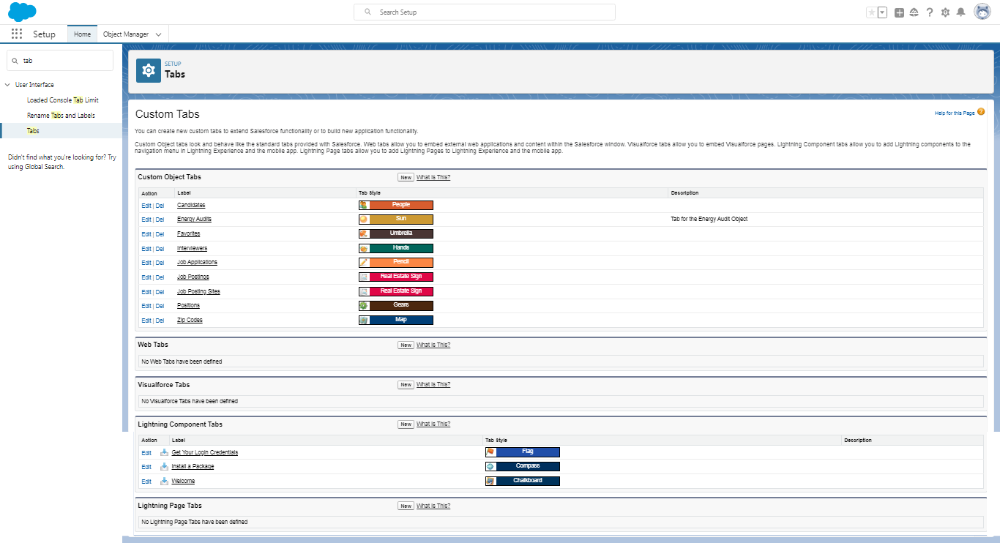 Search Setup
Setup Home Object Manager
tab
User Interface
Loaded Console Tab Limit
Rename Tabs and Labels
Tabs
Didn't find what you're looking for? Try
using Global Search.
SETUP
Tabs
Custom Tabs
Help for this Page
You can create new custom tabs to extend Salesforce functionality or to build new application functionality.
Custom Object tabs look and behave like the standard tabs provided with Salesforce. Web tabs allow you to embed external web applications and content within the Salesforce window. Visualforce tabs allow you to embed Visualforce pages. Lightning Component tabs allow you to add Lightning components to the
navigation menu in Lightning Experience and the mobile app. Lightning Page tabs allow you to add Lightning Pages to Lightning Experience and the mobile app.
Custom Object Tabs New What Is This?
Action Label Tab Style Description
Edit | Del Candidates People
Edit | Del Energy Audits Sun Tab for the Energy Audit Object
Edit | Del Favorites Umbrella
Edit | Del Interviewers Hands
Edit | Del Job Applications Pencil
Edit | Del Job Postings Real Estate Sign
Edit | Del Job Posting Sites Real Estate Sign
Edit | Del Positions Gears
Edit | Del Zip Codes Map
Web Tabs New What Is This?
No Web Tabs have been defined
Visualforce Tabs New What Is This?
No Visualforce Tabs have been defined
Lightning Component Tabs New What Is This?
Action Label Tab Style Description
Edit Get Your Login Credentials Flag
Edit Install a Package Compass
Edit Welcome Chalkboard
Lightning Page Tabs New What Is This?
No Lightning Page Tabs have been defined